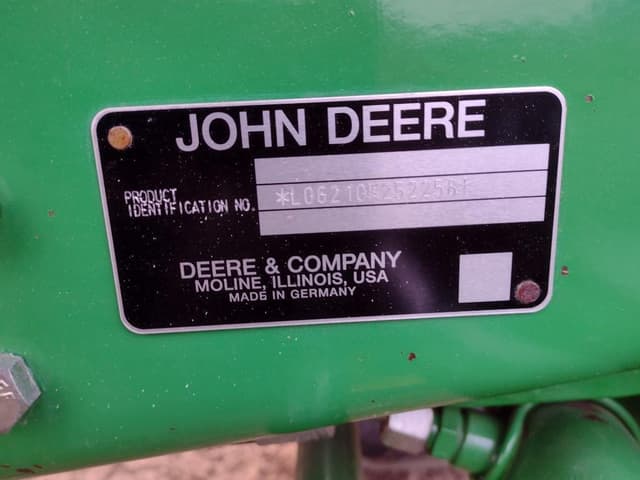 JOHN DEERE
PRODUCT
IDENTIFICATION NO.
DEERE & COMPANY
MOLINE, ILLINOIS, USA
MADE IN GERMANY